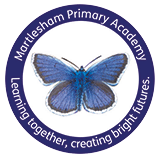 Martlesham Primary Academy
Learning together, creating bright futures.